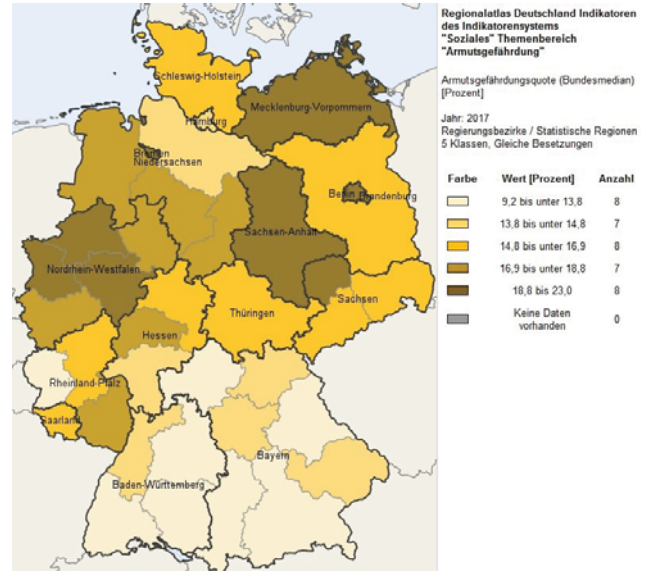 Regionalatlas Deutschland Indikatoren
des Indikatorensystems
"Soziales" Themenbereich
"Armutsgefährdung"
Armutsgefährdungsquote (Bundesmedian)
[Prozent]
Jahr: 2017
Regierungsbezirke / Statistische Regionen
5 Klassen, Gleiche Besetzungen
Farbe Wert [Prozent] Anzahl
9,2 bis unter 13,8 8
13,8 bis unter 14,8 7
14,8 bis unter 16,9 8
16,9 bis unter 18,8 7
18,8 bis 23,0 8
Keine Daten
vorhanden 0
Schleswig-Holstein
Mecklenburg-Vorpommern
Hamburg
Bremen
Niedersachsen
Berlin Brandenburg
Sachsen-Anhalt
Nordrhein-Westfalen
Sachsen
Thüringen
Hessen
Rheinland-Pfalz
Saarland
Bayern
Baden-Württemberg